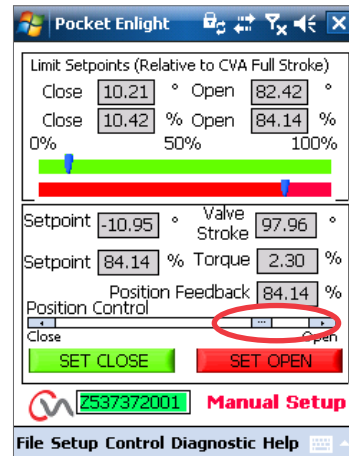 Pocket Enlight
Limit Setpoints (Relative to CVA Full Stroke)
Close 10.21 ° Open 82.42 °
Close 10.42 % Open 84.14 %
0% 50% 100%
Setpoint -10.95 ° Valve Stroke 97.96 °
Setpoint 84.14 % Torque 2.30 %
Position Feedback 84.14 %
Position Control
Close Open
SET CLOSE SET OPEN
CVA Z537372001 Manual Setup
File Setup Control Diagnostic Help